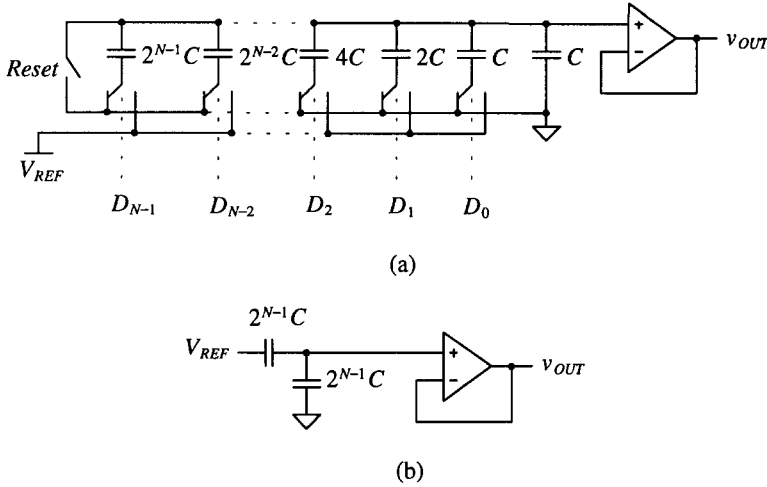 2^{N-1}C 2^{N-2}C 4C 2C C C
+
−
v_{OUT}
Reset
V_{REF}
D_{N-1} D_{N-2} D_2 D_1 D_0
(a)
2^{N-1}C
V_{REF}
+
−
v_{OUT}
2^{N-1}C
(b)